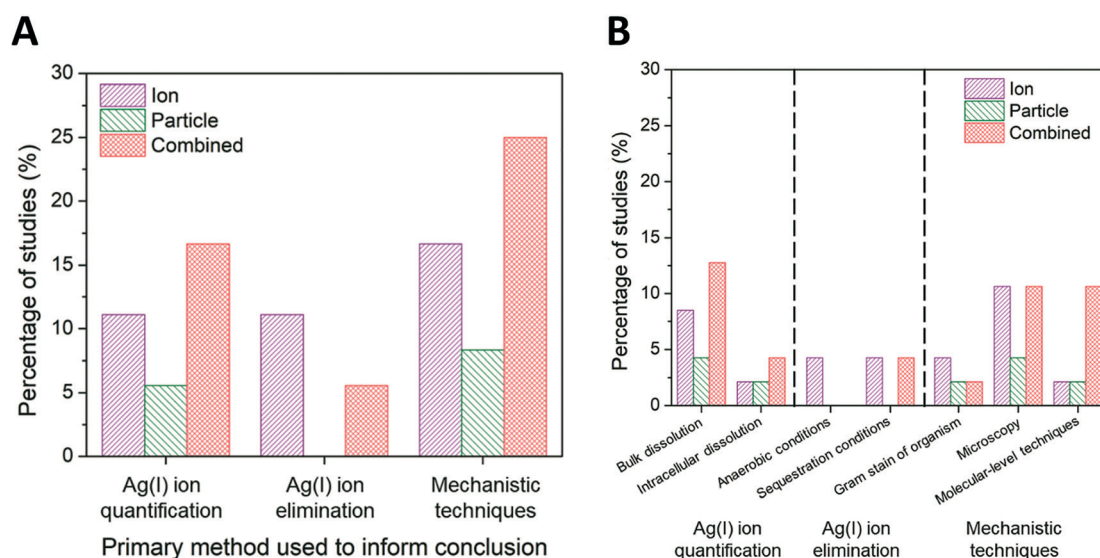 A
Percentage of studies (%)
30
25
20
15
10
5
0
Ion
Particle
Combined
Ag(I) ion
quantification
Ag(I) ion
elimination
Mechanistic
techniques
Primary method used to inform conclusion
B
Percentage of studies (%)
30
25
20
15
10
5
0
Ion
Particle
Combined
Bulk dissolution
Intracellular dissolution
Anaerobic conditions
Sequestration conditions
Gram stain of organism
Microscopy
Molecular-level techniques
Ag(I) ion
quantification
Ag(I) ion
elimination
Mechanistic
techniques